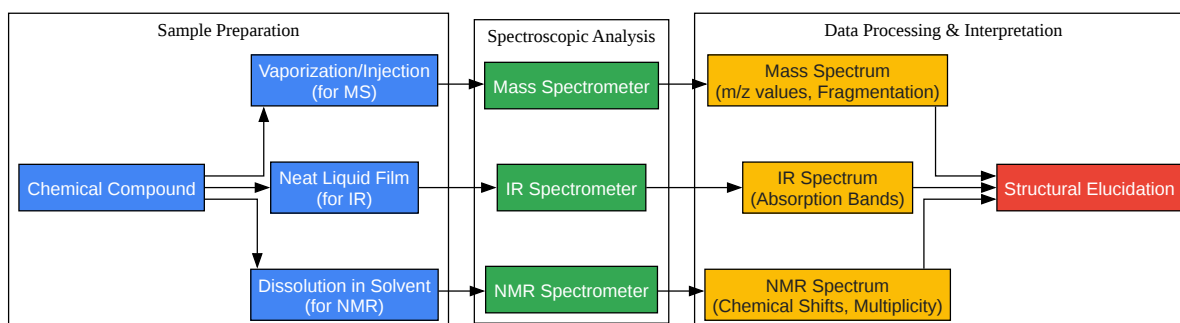 Sample Preparation
Spectroscopic Analysis
Data Processing & Interpretation
Vaporization/Injection
(for MS)
Mass Spectrometer
Mass Spectrum
(m/z values, Fragmentation)
Chemical Compound
Neat Liquid Film
(for IR)
IR Spectrometer
IR Spectrum
(Absorption Bands)
Structural Elucidation
Dissolution in Solvent
(for NMR)
NMR Spectrometer
NMR Spectrum
(Chemical Shifts, Multiplicity)